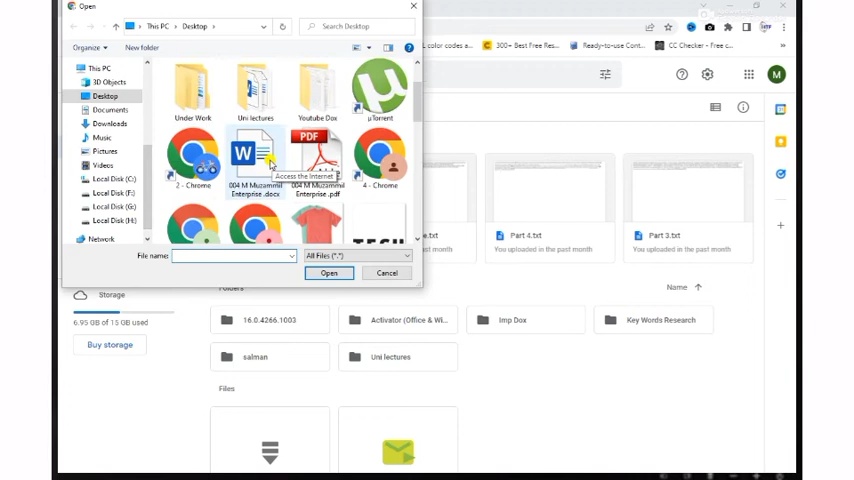 Open
This PC
Desktop
Search Desktop
Organize
New folder
This PC
3D Objects
Desktop
Documents
Downloads
Music
Pictures
Videos
Local Disk (C:)
Local Disk (F:)
Local Disk (G:)
Local Disk (H:)
Network
Under Work
Uni lectures
Youtube Dox
µTorrent
2 - Chrome
004 M Muzammil
Enterprise .docx
PDF
004 M Muzammil
Enterprise .pdf
4 - Chrome
Access the Internet
File name:
All Files (*.*)
Open
Cancel
color codes a...
300+ Best Free Res...
Ready-to-use Cont...
CC Checker - Free c...
M
e.txt
Part 4.txt
Part 3.txt
past month
You uploaded in the past month
You uploaded in the past month
Storage
6.95 GB of 15 GB used
Buy storage
Folders
Name
16.0.4266.1003
Activator (Office & Wi...
Imp Dox
Key Words Research
salman
Uni lectures
Files